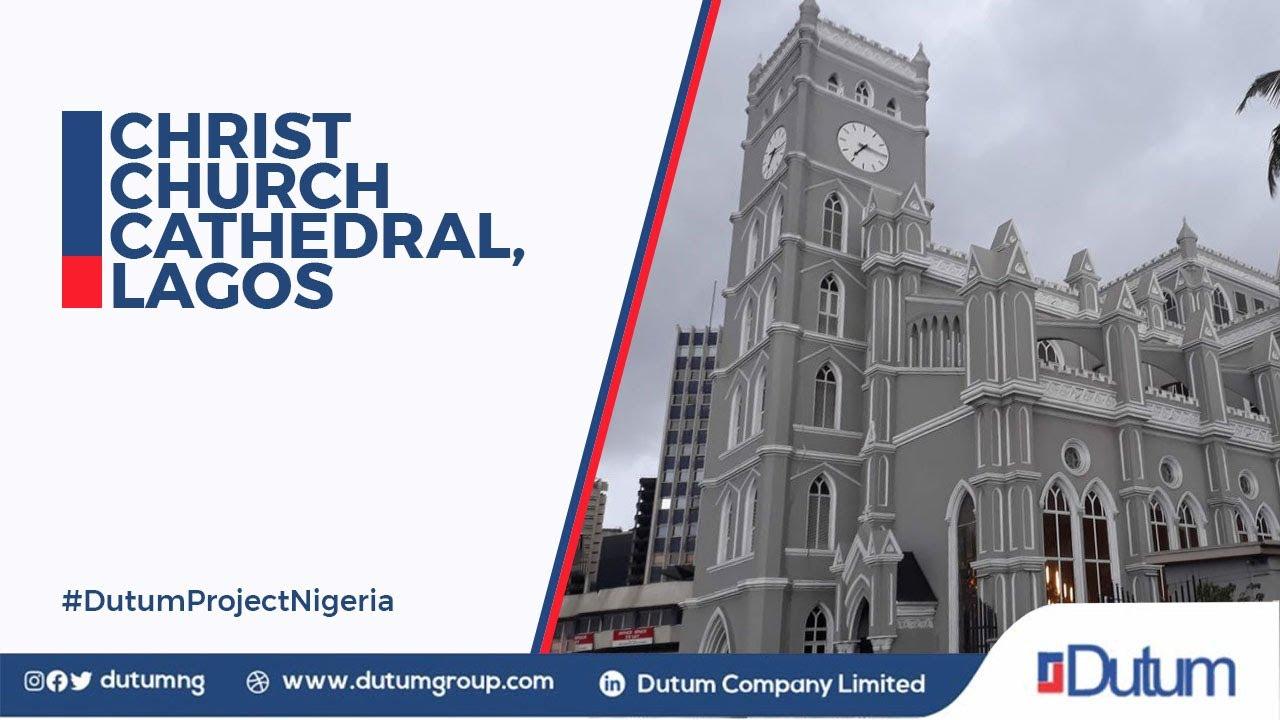 CHRIST
CHURCH
CATHEDRAL,
LAGOS
#DutumProjectNigeria
dutumng
www.dutumgroup.com
Dutum Company Limited
Dutum